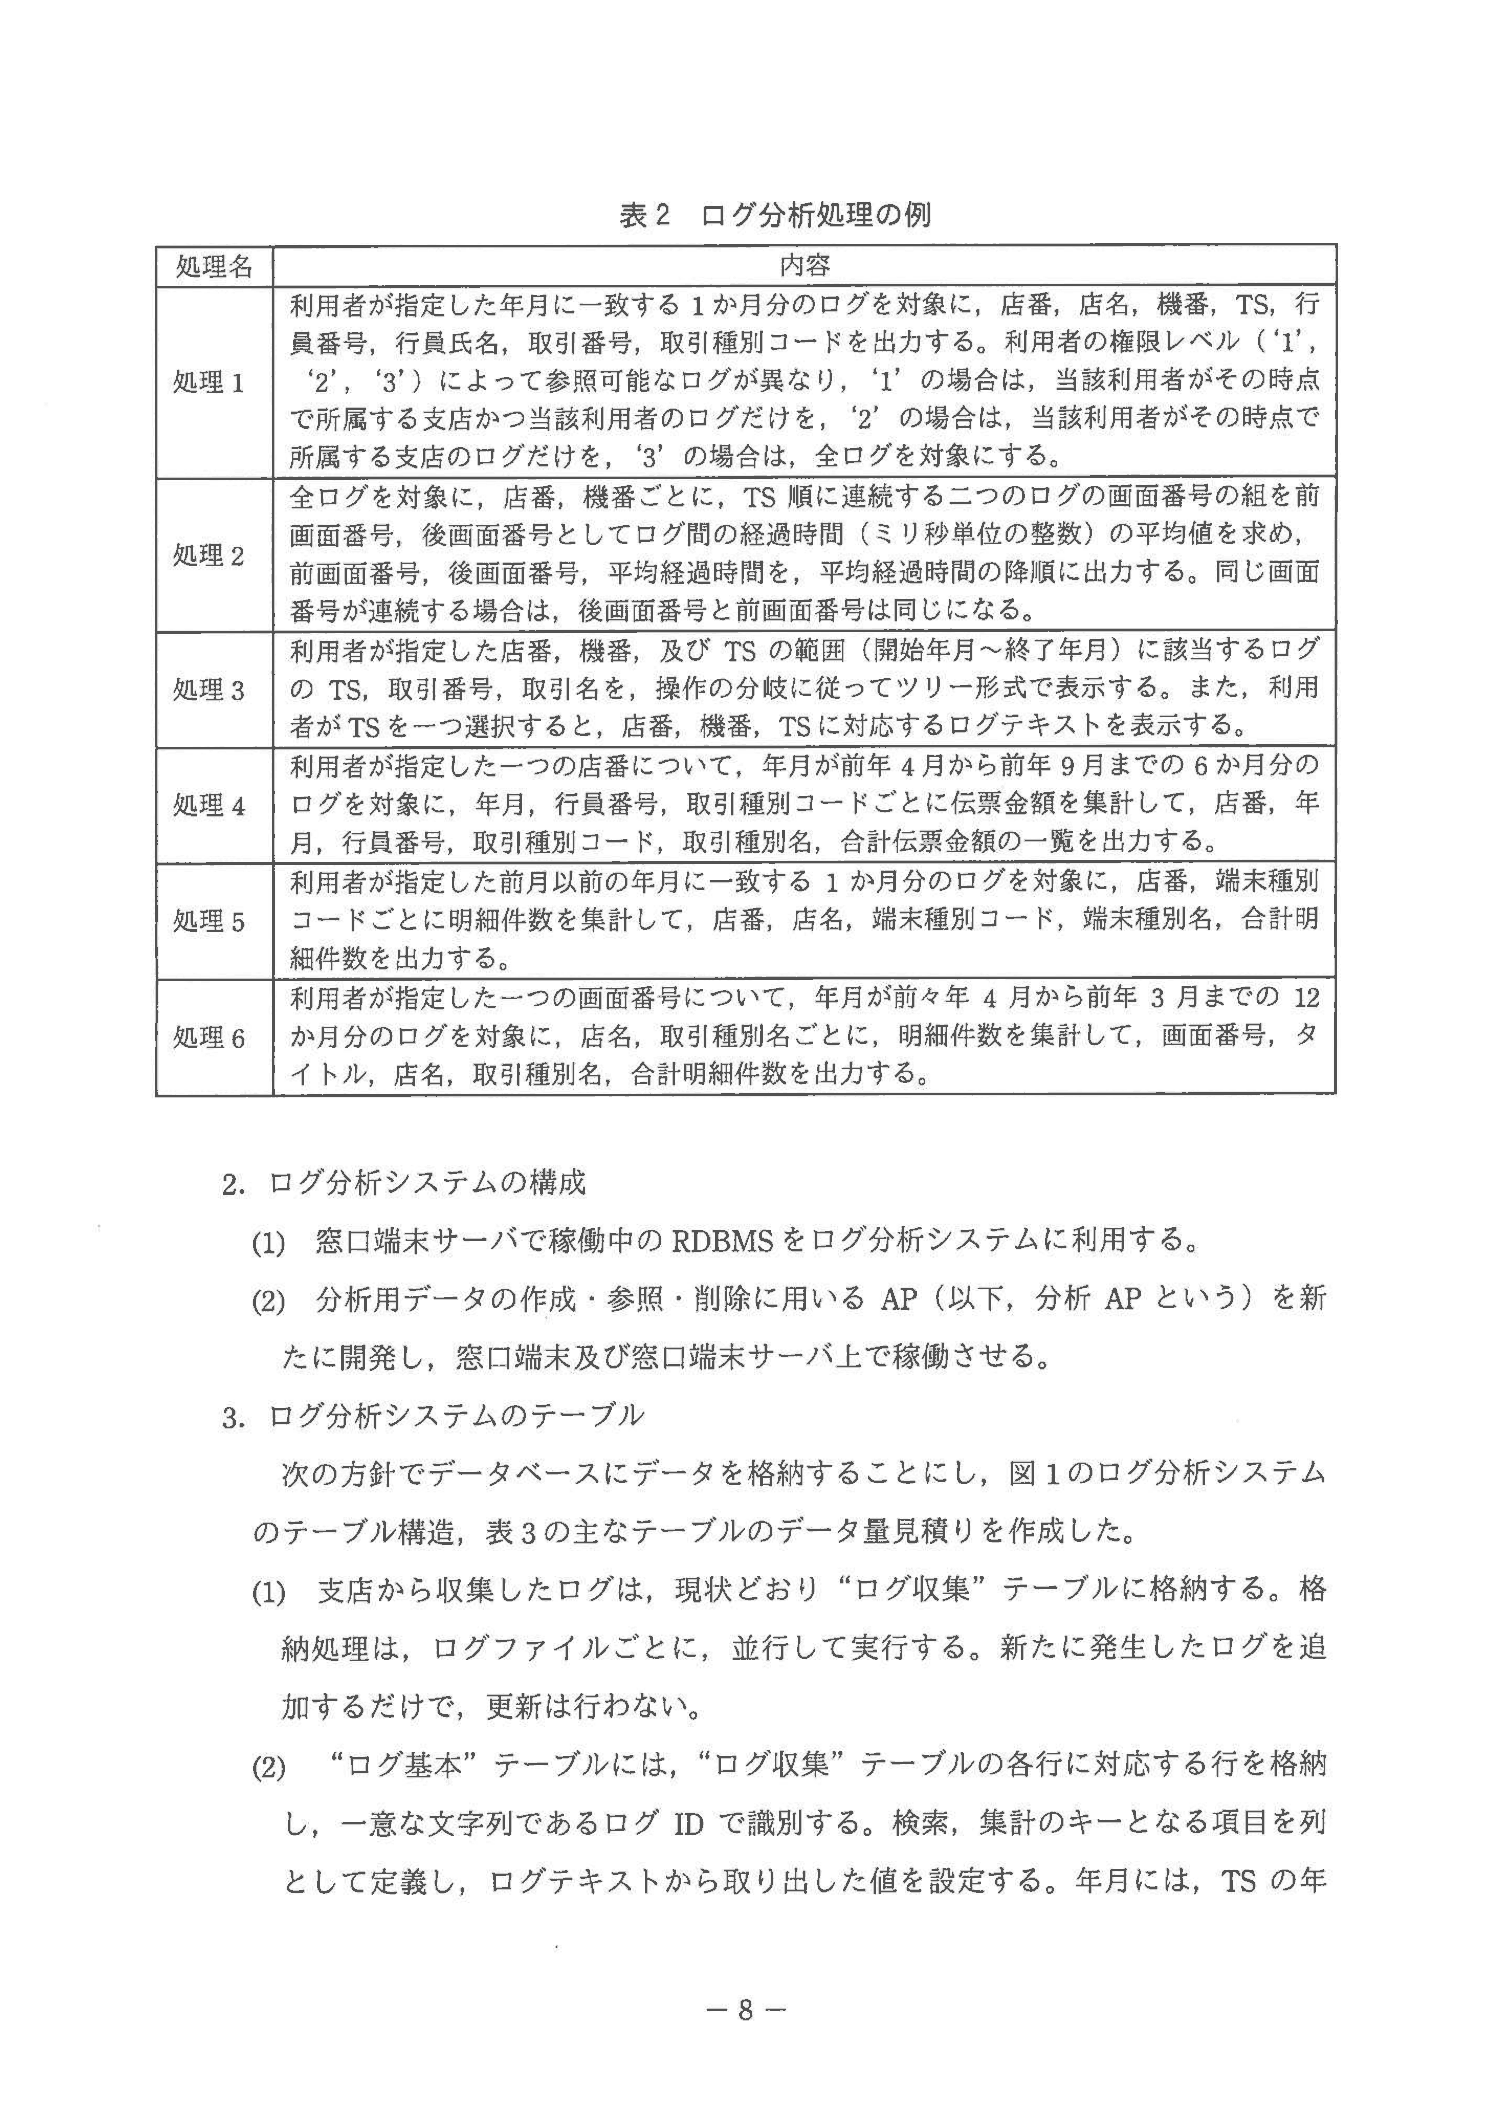 表2　ログ分析処理の例
処理名
内容
処理1
利用者が指定した年月に一致する 1 か月分のログを対象に，店番，店名，機番，TS，行
員番号，行員氏名，取引番号，取引種別コードを出力する。利用者の権限レベル（‘1’，
‘2’，‘3’）によって参照可能なログが異なり，‘1’ の場合は，当該利用者がその時点
で所属する支店かつ当該利用者のログだけを，‘2’ の場合は，当該利用者がその時点で
所属する支店のログだけを，‘3’ の場合は，全ログを対象にする。
処理2
全ログを対象に，店番，機番ごとに，TS 順に連続する二つのログの画面番号の組を前
画面番号，後画面番号としてログ間の経過時間（ミリ秒単位の整数）の平均値を求め，
前画面番号，後画面番号，平均経過時間を，平均経過時間の降順に出力する。同じ画面
番号が連続する場合は，後画面番号と前画面番号は同じになる。
処理3
利用者が指定した店番，機番，及び TS の範囲（開始年月～終了年月）に該当するログ
の TS，取引番号，取引名を，操作の分岐に従ってツリー形式で表示する。また，利用
者が TS を一つ選択すると，店番，機番，TS に対応するログテキストを表示する。
処理4
利用者が指定した一つの店番について，年月が前年 4 月から前年 9 月までの 6 か月分の
ログを対象に，年月，行員番号，取引種別コードごとに伝票金額を集計して，店番，年
月，行員番号，取引種別コード，取引種別名，合計伝票金額の一覧を出力する。
処理5
利用者が指定した前月以前の年月に一致する 1 か月分のログを対象に，店番，端末種別
コードごとに明細件数を集計して，店番，店名，端末種別コード，端末種別名，合計明
細件数を出力する。
処理6
利用者が指定した一つの画面番号について，年月が前々年 4 月から前年 3 月までの 12
か月分のログを対象に，店名，取引種別名ごとに，明細件数を集計して，画面番号，タ
イトル，店名，取引種別名，合計明細件数を出力する。
2．ログ分析システムの構成
(1)　窓口端末サーバで稼働中の RDBMS をログ分析システムに利用する。
(2)　分析用データの作成・参照・削除に用いる AP（以下，分析 AP という）を新
たに開発し，窓口端末及び窓口端末サーバ上で稼働させる。
3．ログ分析システムのテーブル
次の方針でデータベースにデータを格納することにし，図1のログ分析システム
のテーブル構造，表3の主なテーブルのデータ量見積りを作成した。
(1)　支店から収集したログは，現状どおり“ログ収集”テーブルに格納する。格
納処理は，ログファイルごとに，並行して実行する。新たに発生したログを追
加するだけで，更新は行わない。
(2)　“ログ基本”テーブルには，“ログ収集”テーブルの各行に対応する行を格納
し，一意な文字列であるログ ID で識別する。検索，集計のキーとなる項目を列
として定義し，ログテキストから取り出した値を設定する。年月には，TS の年
－ 8 －